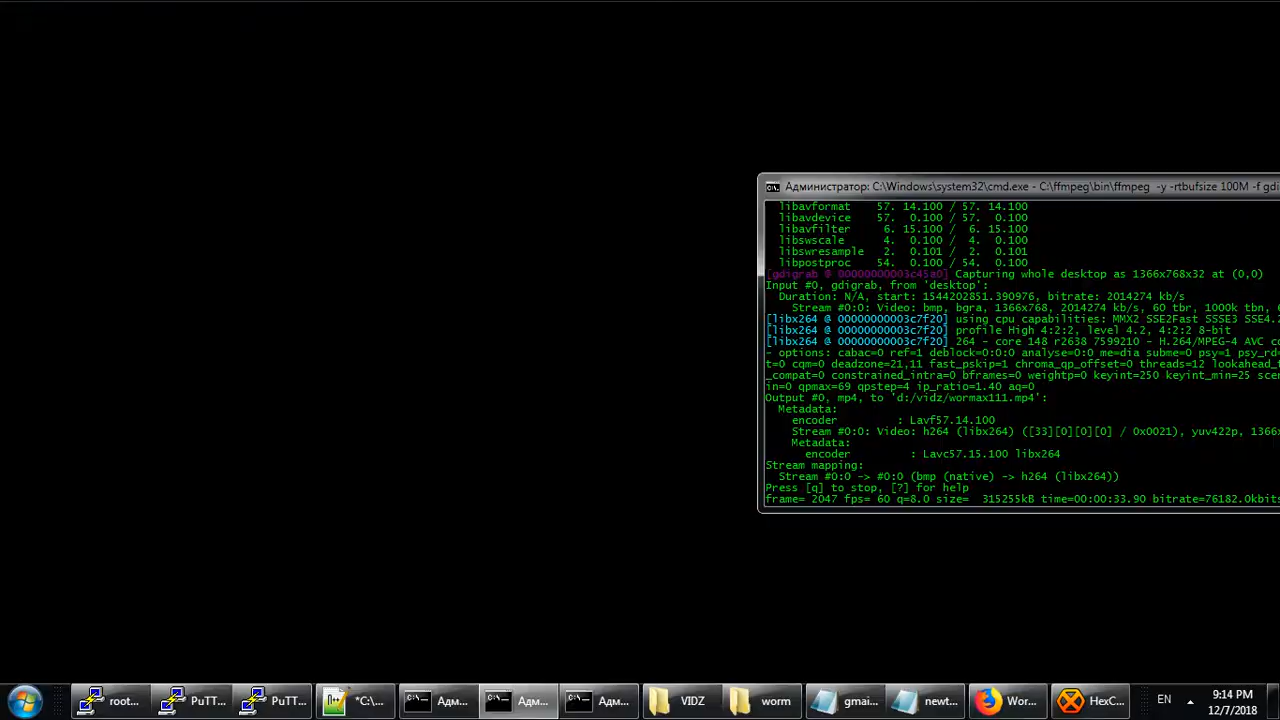 Администратор: C:\Windows\system32\cmd.exe - C:\ffmpeg\bin\ffmpeg -y -rtbufsize 100M -f gdi
libavformat 57. 14.100 / 57. 14.100
libavdevice 57. 0.100 / 57. 0.100
libavfilter 6. 15.100 / 6. 15.100
libswscale 4. 0.100 / 4. 0.100
libswresample 2. 0.101 / 2. 0.101
libpostproc 54. 0.100 / 54. 0.100
[gdigrab @ 00000000003c45a0] Capturing whole desktop as 1366x768x32 at (0,0)
Input #0, gdigrab, from 'desktop':
Duration: N/A, start: 1544202851.390976, bitrate: 2014274 kb/s
Stream #0:0: Video: bmp, bgra, 1366x768, 2014274 kb/s, 60 tbr, 1000k tbn, 
[libx264 @ 00000000003c7f20] using cpu capabilities: MMX2 SSE2Fast SSSE3 SSE4.2
[libx264 @ 00000000003c7f20] profile High 4:2:2, level 4.2, 4:2:2 8-bit
[libx264 @ 00000000003c7f20] 264 - core 148 r2638 7599210 - H.264/MPEG-4 AVC co
- options: cabac=0 ref=1 deblock=0:0:0 analyse=0:0 me=dia subme=0 psy=1 psy_rd
t=0 cqm=0 deadzone=21,11 fast_pskip=1 chroma_qp_offset=0 threads=12 lookahead_t
_compat=0 constrained_intra=0 bframes=0 weightp=0 keyint=250 keyint_min=25 scen
in=0 qpmax=69 qpstep=4 ip_ratio=1.40 aq=0
Output #0, mp4, to 'd:/vidz/wormax111.mp4':
Metadata:
encoder : Lavf57.14.100
Stream #0:0: Video: h264 (libx264) ([33][0][0][0] / 0x0021), yuv422p, 1366x
Metadata:
encoder : Lavc57.15.100 libx264
Stream mapping:
Stream #0:0 -> #0:0 (bmp (native) -> h264 (libx264))
Press [q] to stop, [?] for help
frame= 2047 fps= 60 q=8.0 size= 315255kB time=00:00:33.90 bitrate=76182.0kbits
root... PuTT... PuTT... *C:\... Адм... Адм... Адм... VIDZ worm gmai... newt... Wor... HexC... EN 9:14 PM
12/7/2018